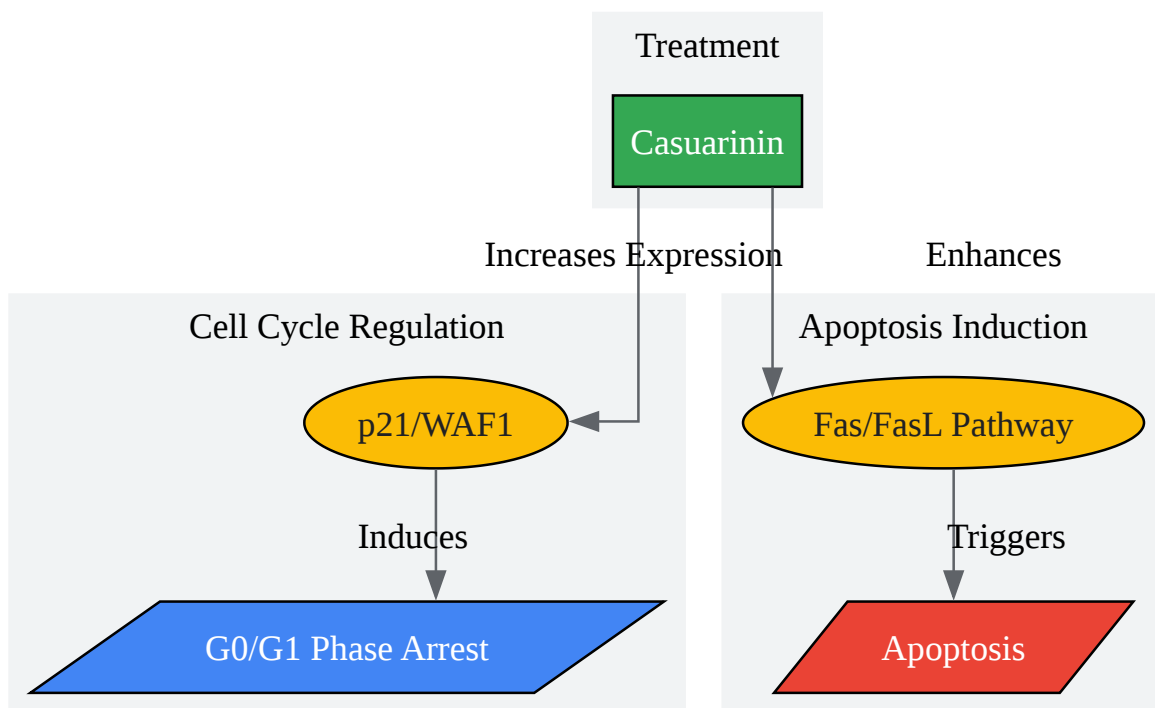 Treatment
Casuarinin
Increases Expression
Enhances
Cell Cycle Regulation
Apoptosis Induction
p21/WAF1
Fas/FasL Pathway
Induces
Triggers
G0/G1 Phase Arrest
Apoptosis